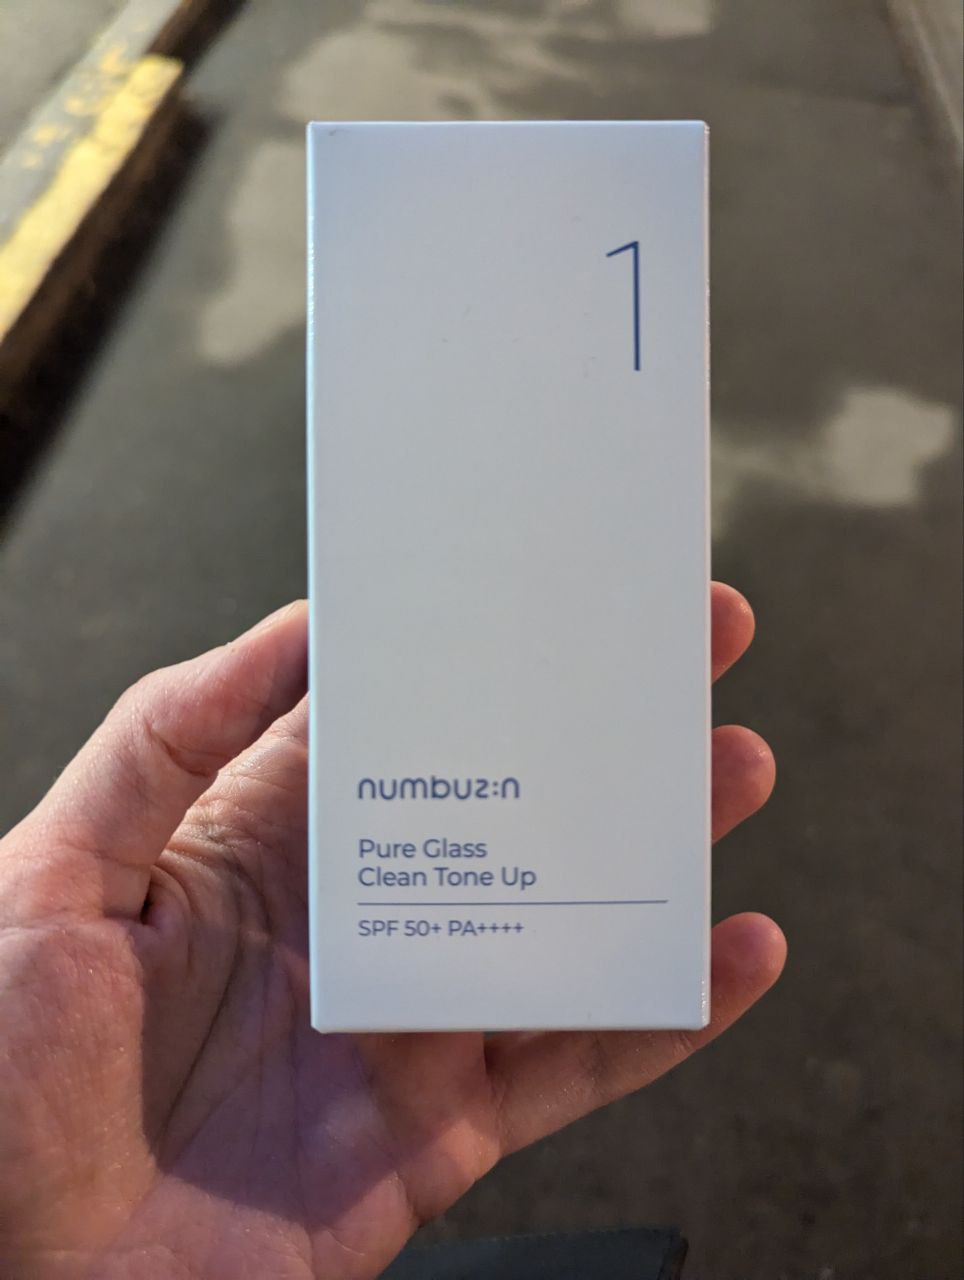 1
numbuz:n
Pure Glass
Clean Tone Up
SPF 50+ PA++++